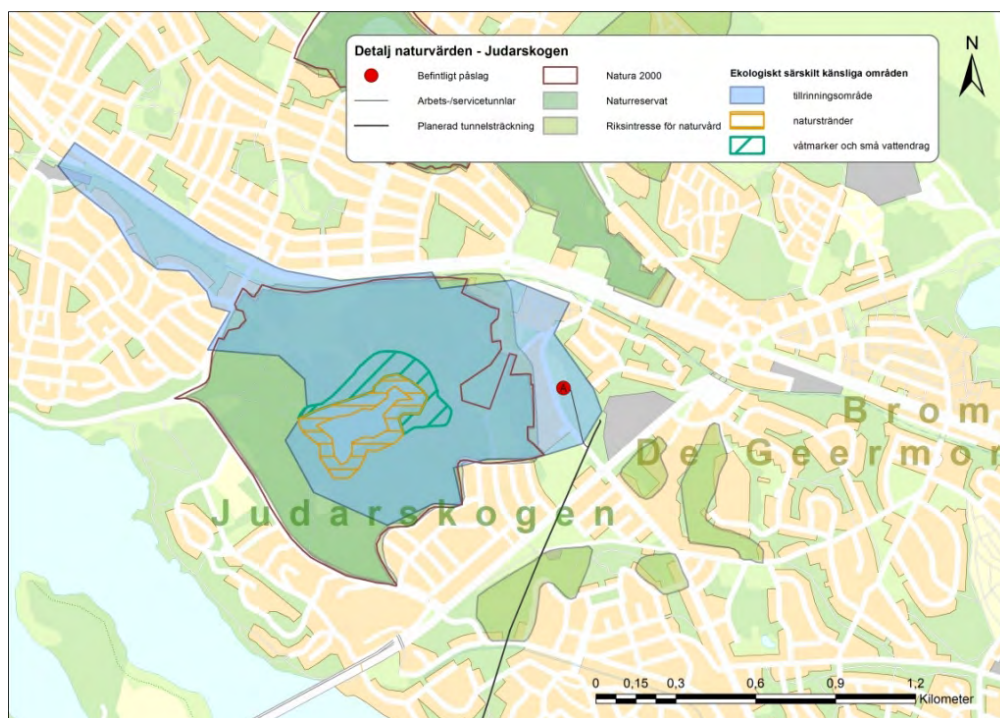 Detalj naturvärden - Judarskogen
Befintligt påslag
Arbets-/servicetunnlar
Planerad tunnelsträckning
Natura 2000
Naturreservat
Riksintresse för naturvård
Ekologiskt särskilt känsliga områden
tillrinningsområde
naturstränder
våtmarker och små vattendrag
N
A
Brom
De Geermor
Judarskogen
0 0,15 0,3 0,6 0,9 1,2
Kilometer